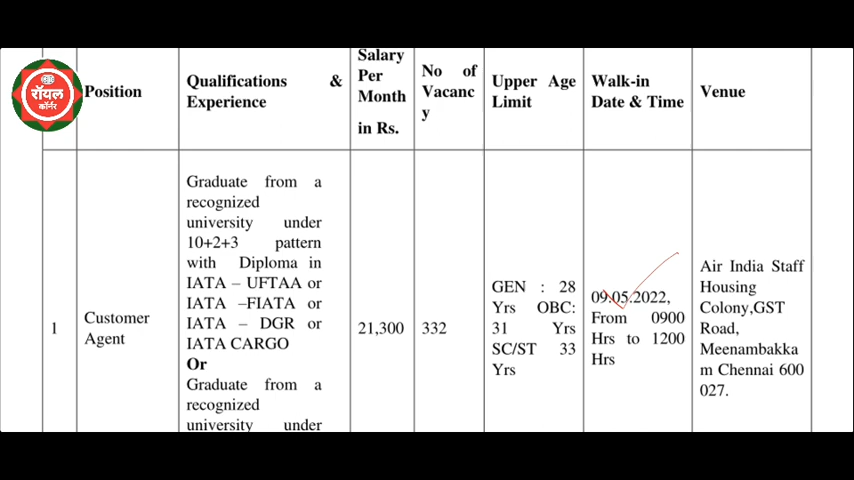 रॉयल
कॉर्नर
Position
Qualifications &
Experience
Salary
Per
Month
in Rs.
No of
Vacanc
y
Upper Age
Limit
Walk-in
Date & Time
Venue
1
Customer
Agent
Graduate from a
recognized
university under
10+2+3 pattern
with Diploma in
IATA – UFTAA or
IATA –FIATA or
IATA – DGR or
IATA CARGO
Or
Graduate from a
recognized
university under
21,300
332
GEN : 28
Yrs OBC:
31 Yrs
SC/ST 33
Yrs
09.05.2022,
From 0900
Hrs to 1200
Hrs
Air India Staff
Housing
Colony,GST
Road,
Meenambakka
m Chennai 600
027.